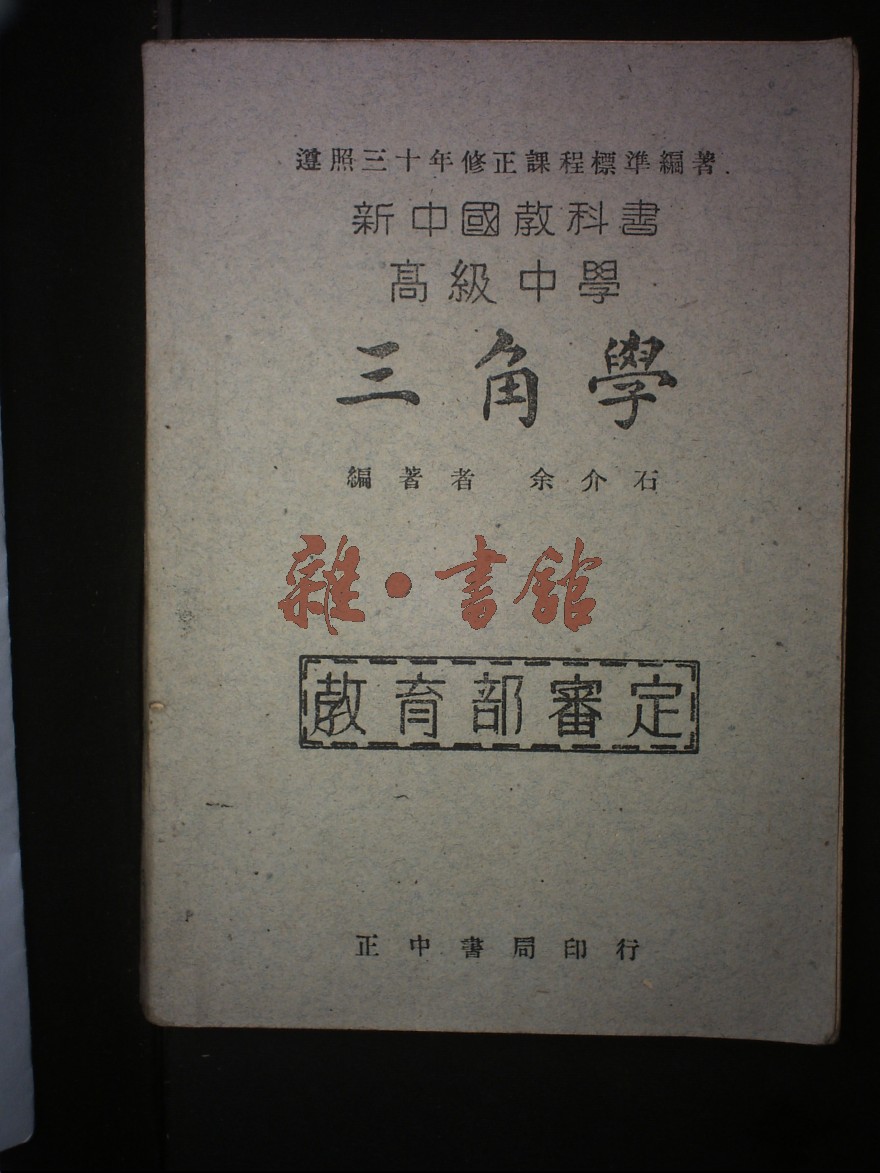 遵照三十年修正課程標準編著
新中國教科書
高級中學
三角學
編著者 余介石
雜·書館
教育部審定
正中書局印行